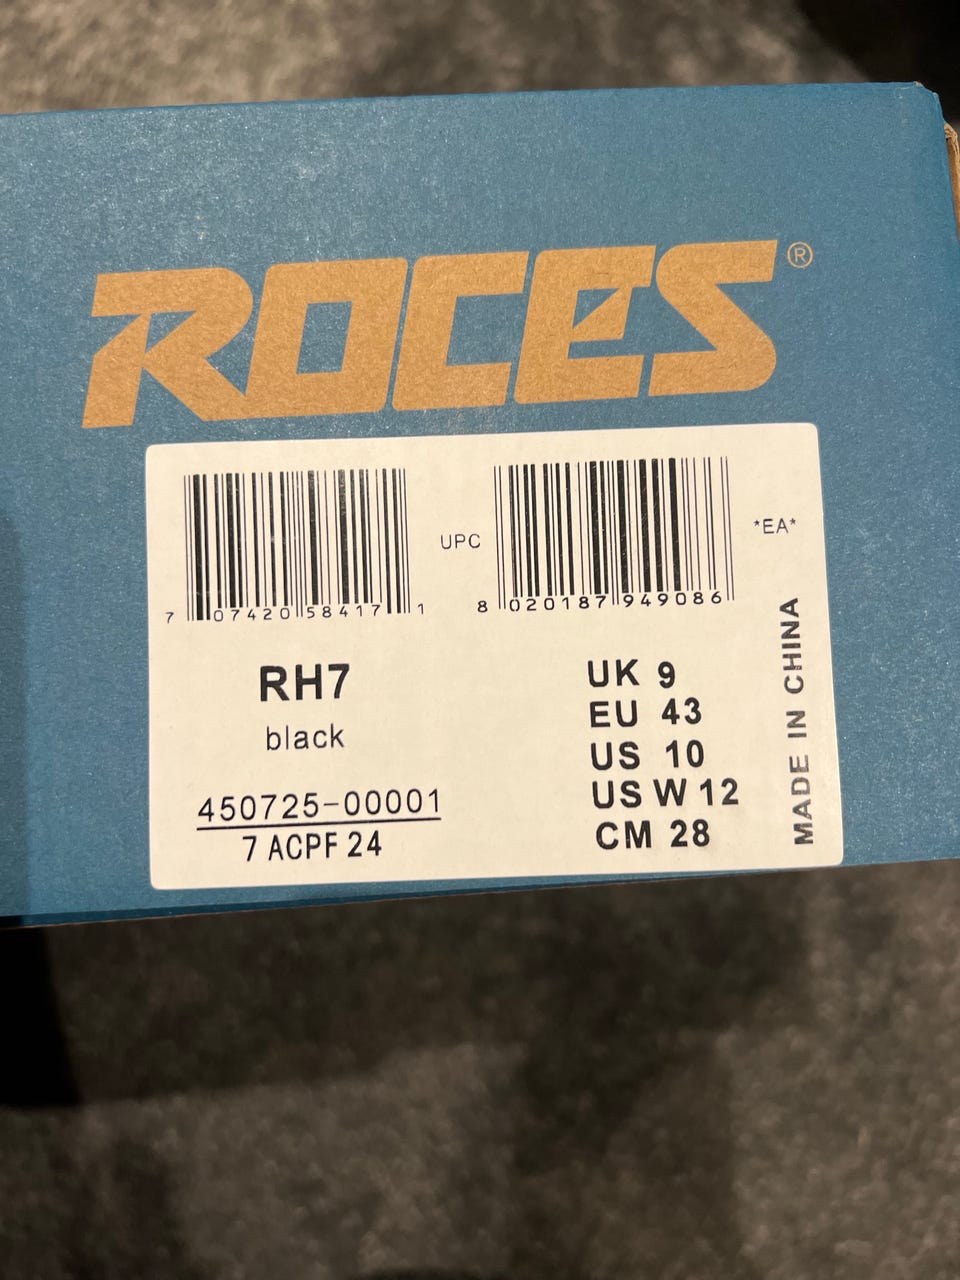 ROCES®
7 07420 58417 1
UPC
8 020187 949086
*EA*
RH7
black
450725-00001
7 ACPF 24
UK 9
EU 43
US 10
US W 12
CM 28
MADE IN CHINA